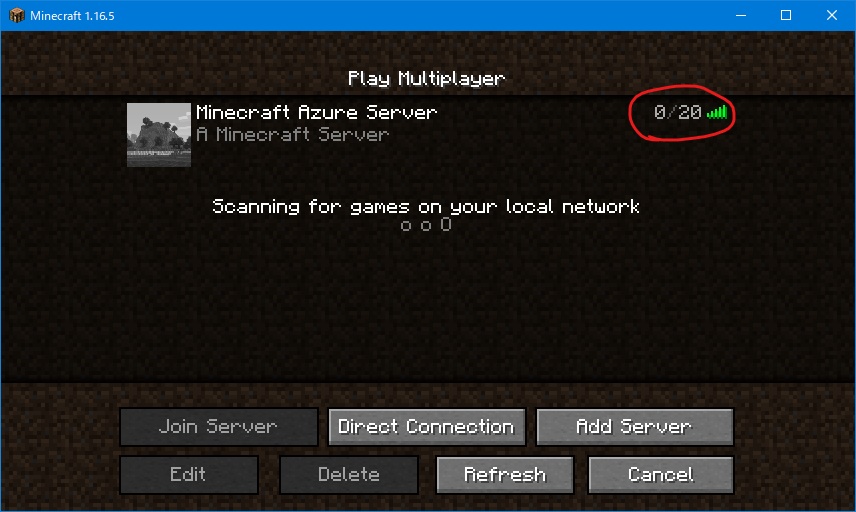 Minecraft 1.16.5
Play Multiplayer
Minecraft Azure Server 0/20
A Minecraft Server
Scanning for games on your local network
o o O
Join Server Direct Connection Add Server
Edit Delete Refresh Cancel